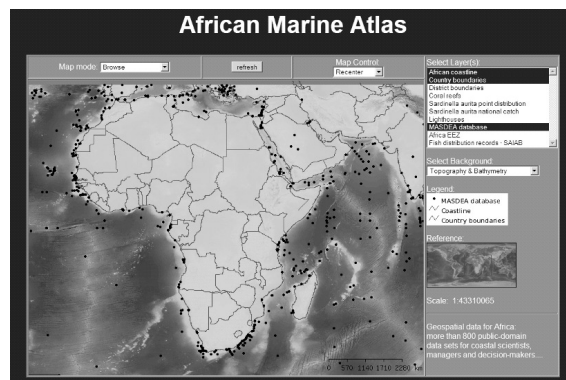 African Marine Atlas
Map mode: Browse
refresh
Map Control:
Recenter
Select Layer(s):
African coastline
Country boundaries
District boundaries
Coral reefs
Sardinella aurita point distribution
Sardinella aurita national catch
Lighthouses
MASDEA database
Africa EEZ
Fish distribution records - SAIAB
Select Background:
Topography & Bathymetry
Legend:
MASDEA database
Coastline
Country boundaries
Reference:
Scale: 1:43310065
0 570 1140 1710 2280 km
Geospatial data for Africa:
more than 800 public-domain
data sets for coastal scientists,
managers and decision-makers...